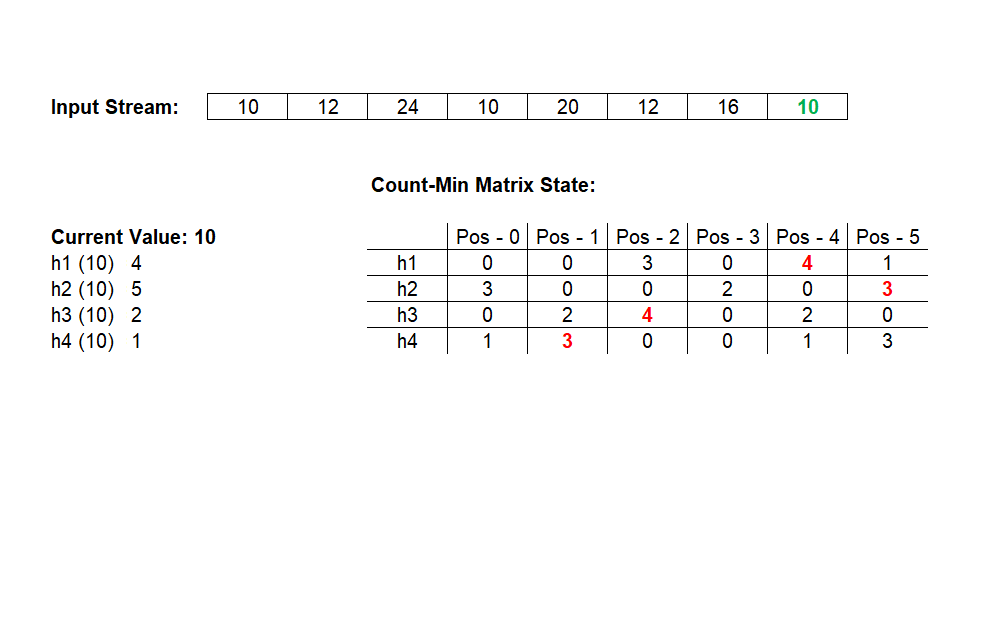 Input Stream: 10 12 24 10 20 12 16 10
Count-Min Matrix State:
Current Value: 10 Pos - 0 Pos - 1 Pos - 2 Pos - 3 Pos - 4 Pos - 5
h1 (10) 4 h1 0 0 3 0 4 1
h2 (10) 5 h2 3 0 0 2 0 3
h3 (10) 2 h3 0 2 4 0 2 0
h4 (10) 1 h4 1 3 0 0 1 3